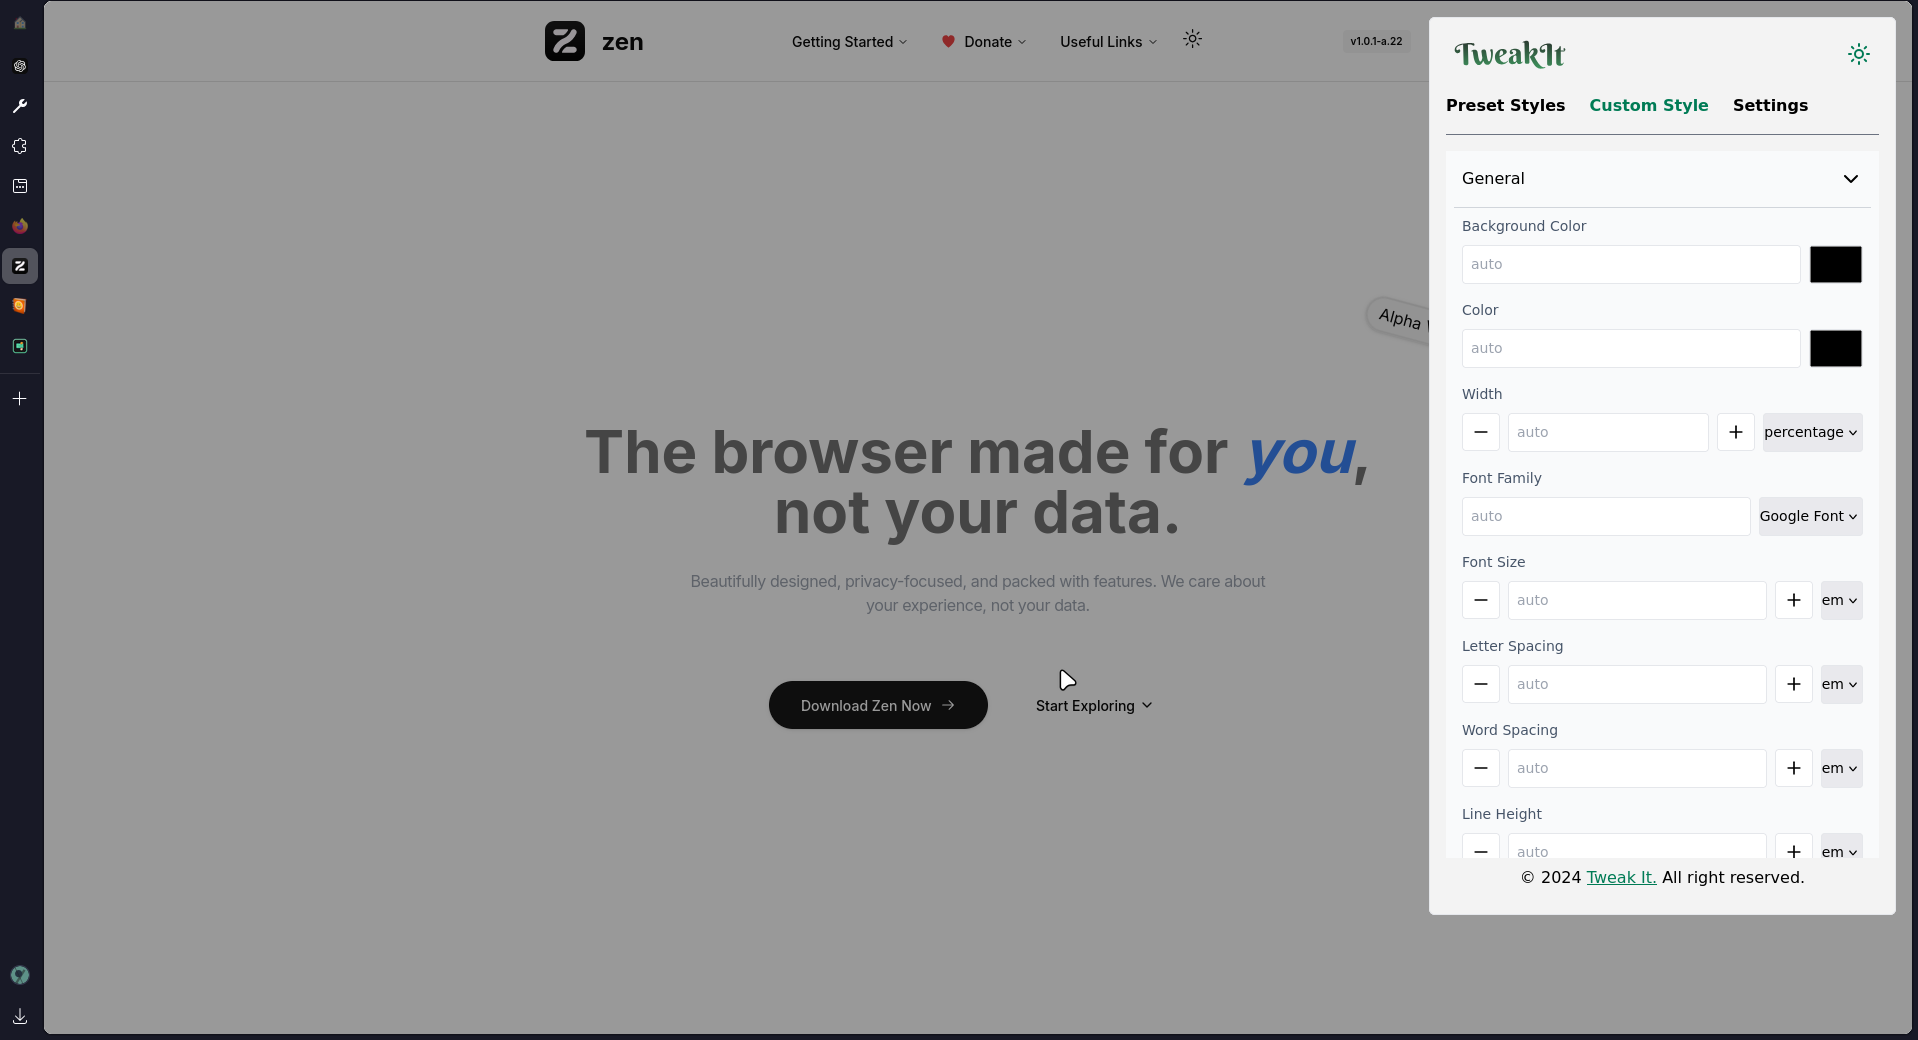 zen
Getting Started
Donate
Useful Links
v1.0.1-a.22
Alpha
The browser made for you,
not your data.
Beautifully designed, privacy-focused, and packed with features. We care about
your experience, not your data.
Download Zen Now
Start Exploring
TweakIt
Preset Styles Custom Style Settings
General
Background Color
auto
Color
auto
Width
auto percentage
Font Family
auto Google Font
Font Size
auto em
Letter Spacing
auto em
Word Spacing
auto em
Line Height
auto em
© 2024 Tweak It. All right reserved.